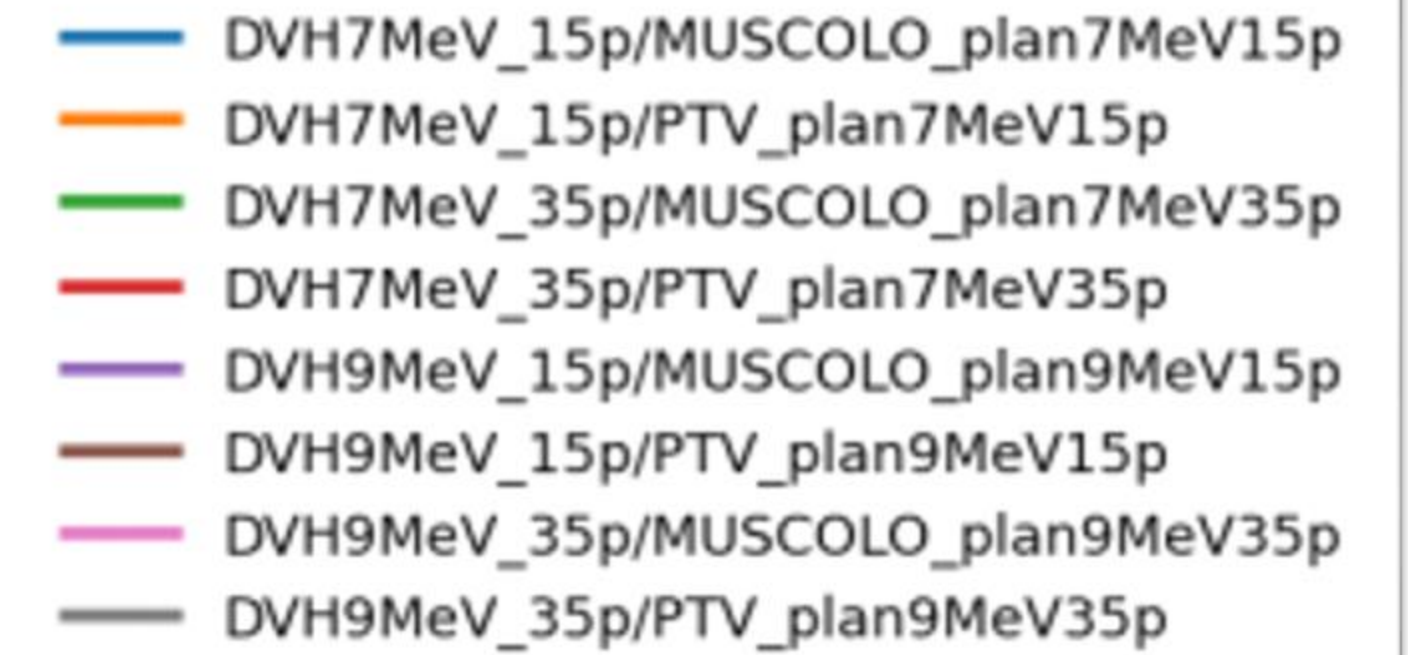 DVH7MeV_15p/MUSCOLO_plan7MeV15p
DVH7MeV_15p/PTV_plan7MeV15p
DVH7MeV_35p/MUSCOLO_plan7MeV35p
DVH7MeV_35p/PTV_plan7MeV35p
DVH9MeV_15p/MUSCOLO_plan9MeV15p
DVH9MeV_15p/PTV_plan9MeV15p
DVH9MeV_35p/MUSCOLO_plan9MeV35p
DVH9MeV_35p/PTV_plan9MeV35p